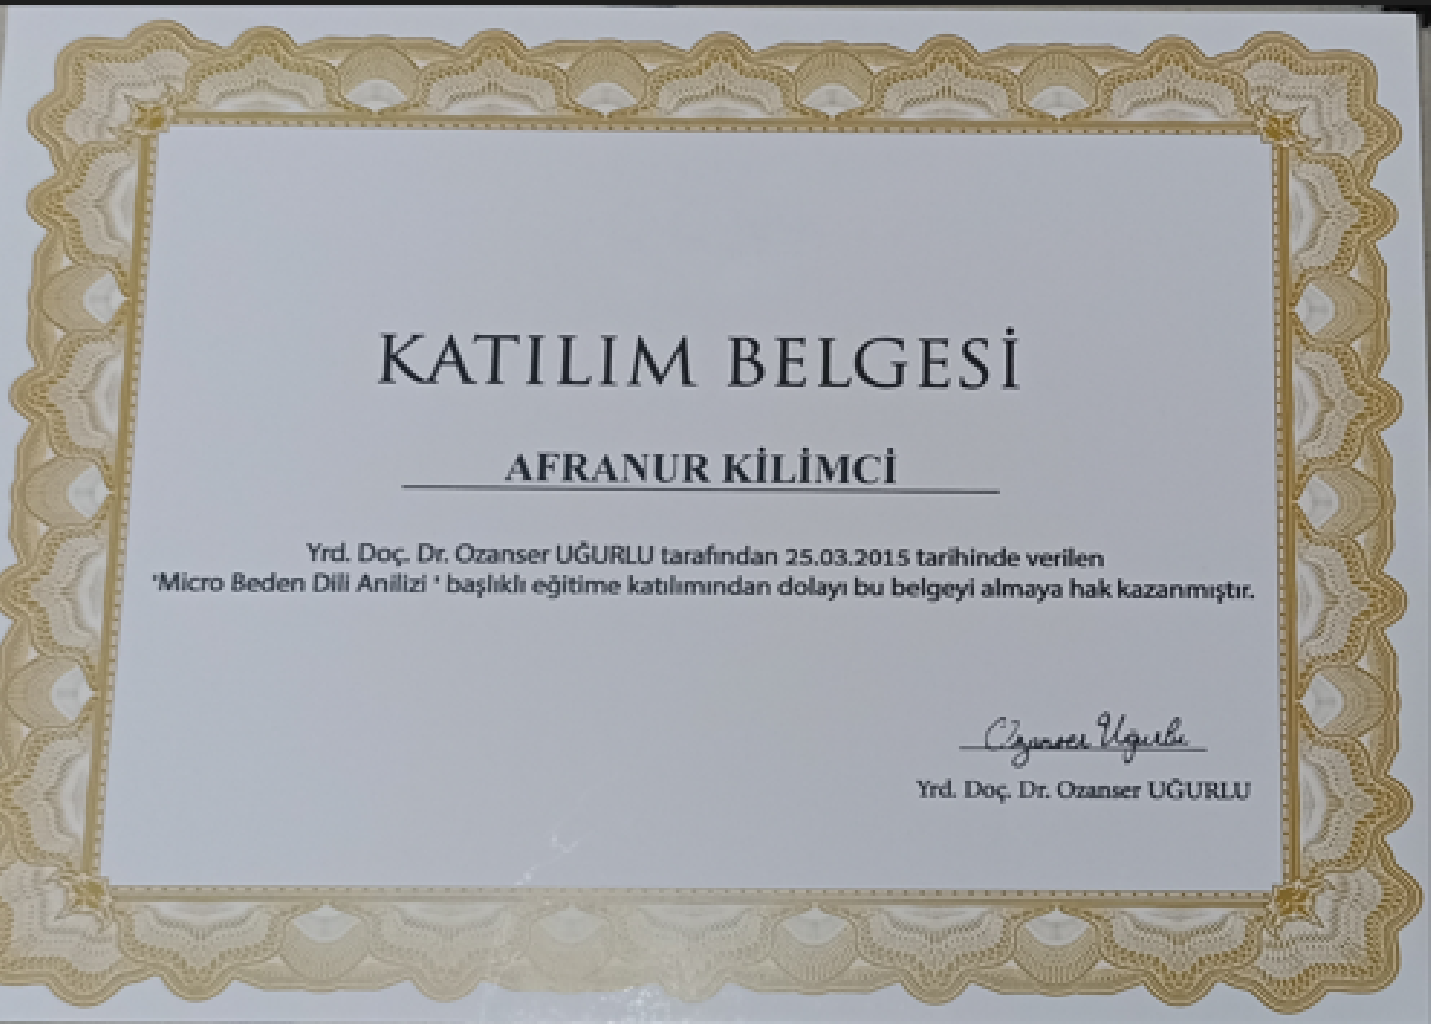 KATILIM BELGESİ
AFRANUR KİLİMCİ
Yrd. Doç. Dr. Ozanser UĞURLU tarafından 25.03.2015 tarihinde verilen
'Micro Beden Dili Anilizi ' başlıklı eğitime katılımından dolayı bu belgeyi almaya hak kazanmıştır.
Ozanser Uğurlu
Yrd. Doç. Dr. Ozanser UĞURLU